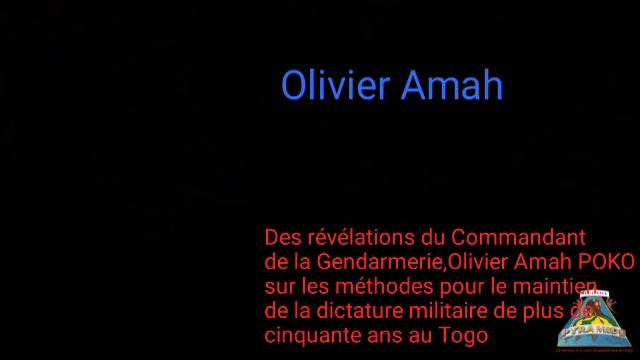 Olivier Amah
Des révélations du Commandant
de la Gendarmerie,Olivier Amah POKO
sur les méthodes pour le maintien
de la dictature militaire de plus de
cinquante ans au Togo